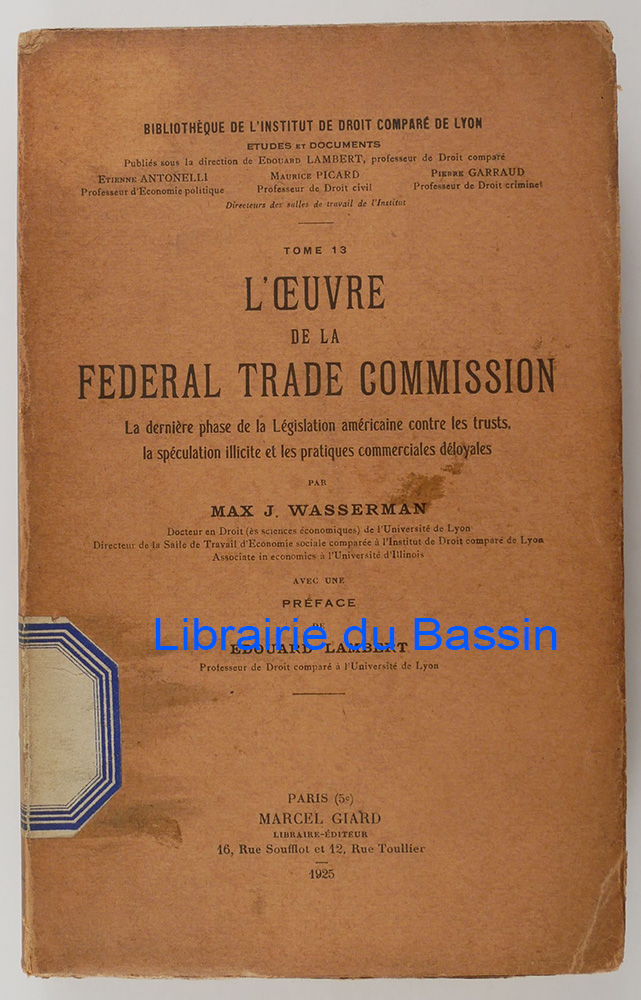 BIBLIOTHÈQUE DE L'INSTITUT DE DROIT COMPARÉ DE LYON
ETUDES ET DOCUMENTS
Publiés sous la direction de EDOUARD LAMBERT, professeur de Droit comparé
ETIENNE ANTONELLI MAURICE PICARD PIERRE GARRAUD
Professeur d'Economie politique Professeur de Droit civil Professeur de Droit criminel
Directeurs des salles de travail de l'Institut
TOME 13
L'ŒUVRE
DE LA
FEDERAL TRADE COMMISSION
La dernière phase de la Législation américaine contre les trusts,
la spéculation illicite et les pratiques commerciales déloyales
PAR
MAX J. WASSERMAN
Docteur en Droit (ès sciences économiques) de l'Université de Lyon
Directeur de la Salle de Travail d'Economie sociale comparée à l'Institut de Droit comparé de Lyon
Associate in economics à l'Université d'Illinois
AVEC UNE
PRÉFACE
DE
Librairie du Bassin
EDOUARD LAMBERT
Professeur de Droit comparé à l'Université de Lyon
PARIS (5e)
MARCEL GIARD
LIBRAIRE-ÉDITEUR
16, Rue Soufflot et 12, Rue Toullier
1925